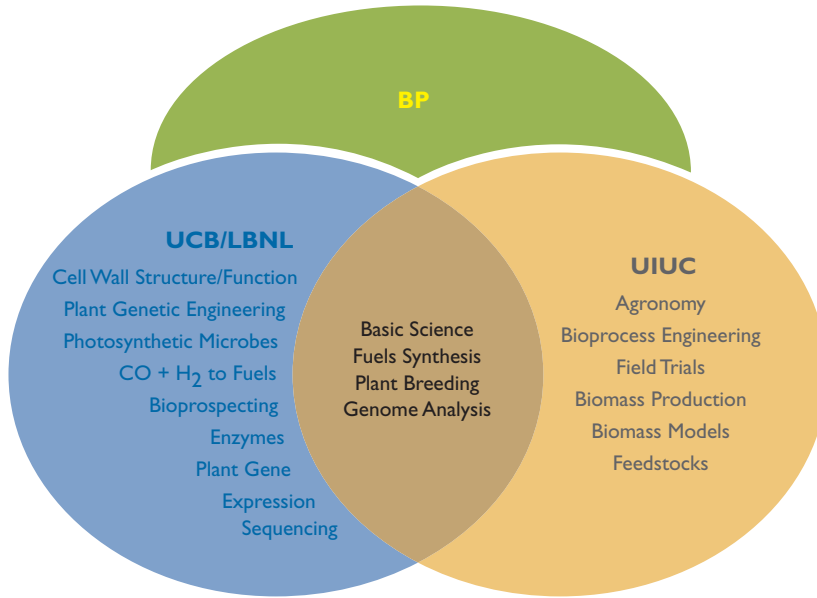 BP
UCB/LBNL
Cell Wall Structure/Function
Plant Genetic Engineering
Photosynthetic Microbes
CO + H2 to Fuels
Bioprospecting
Enzymes
Plant Gene
Expression
Sequencing
Basic Science
Fuels Synthesis
Plant Breeding
Genome Analysis
UIUC
Agronomy
Bioprocess Engineering
Field Trials
Biomass Production
Biomass Models
Feedstocks